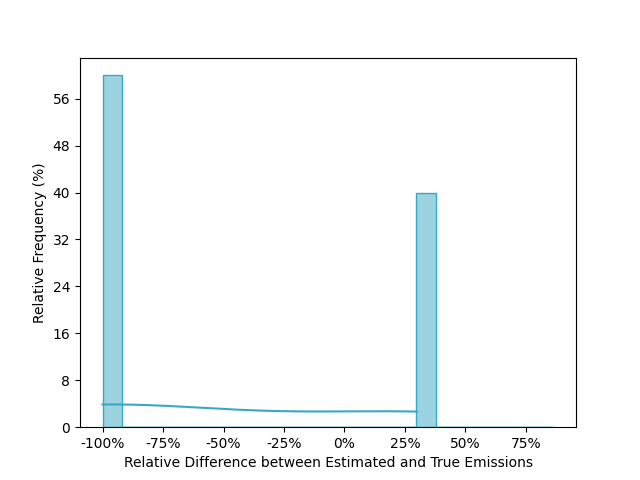 Relative Frequency (%)
56
48
40
32
24
16
8
0
-100% -75% -50% -25% 0% 25% 50% 75%
Relative Difference between Estimated and True Emissions